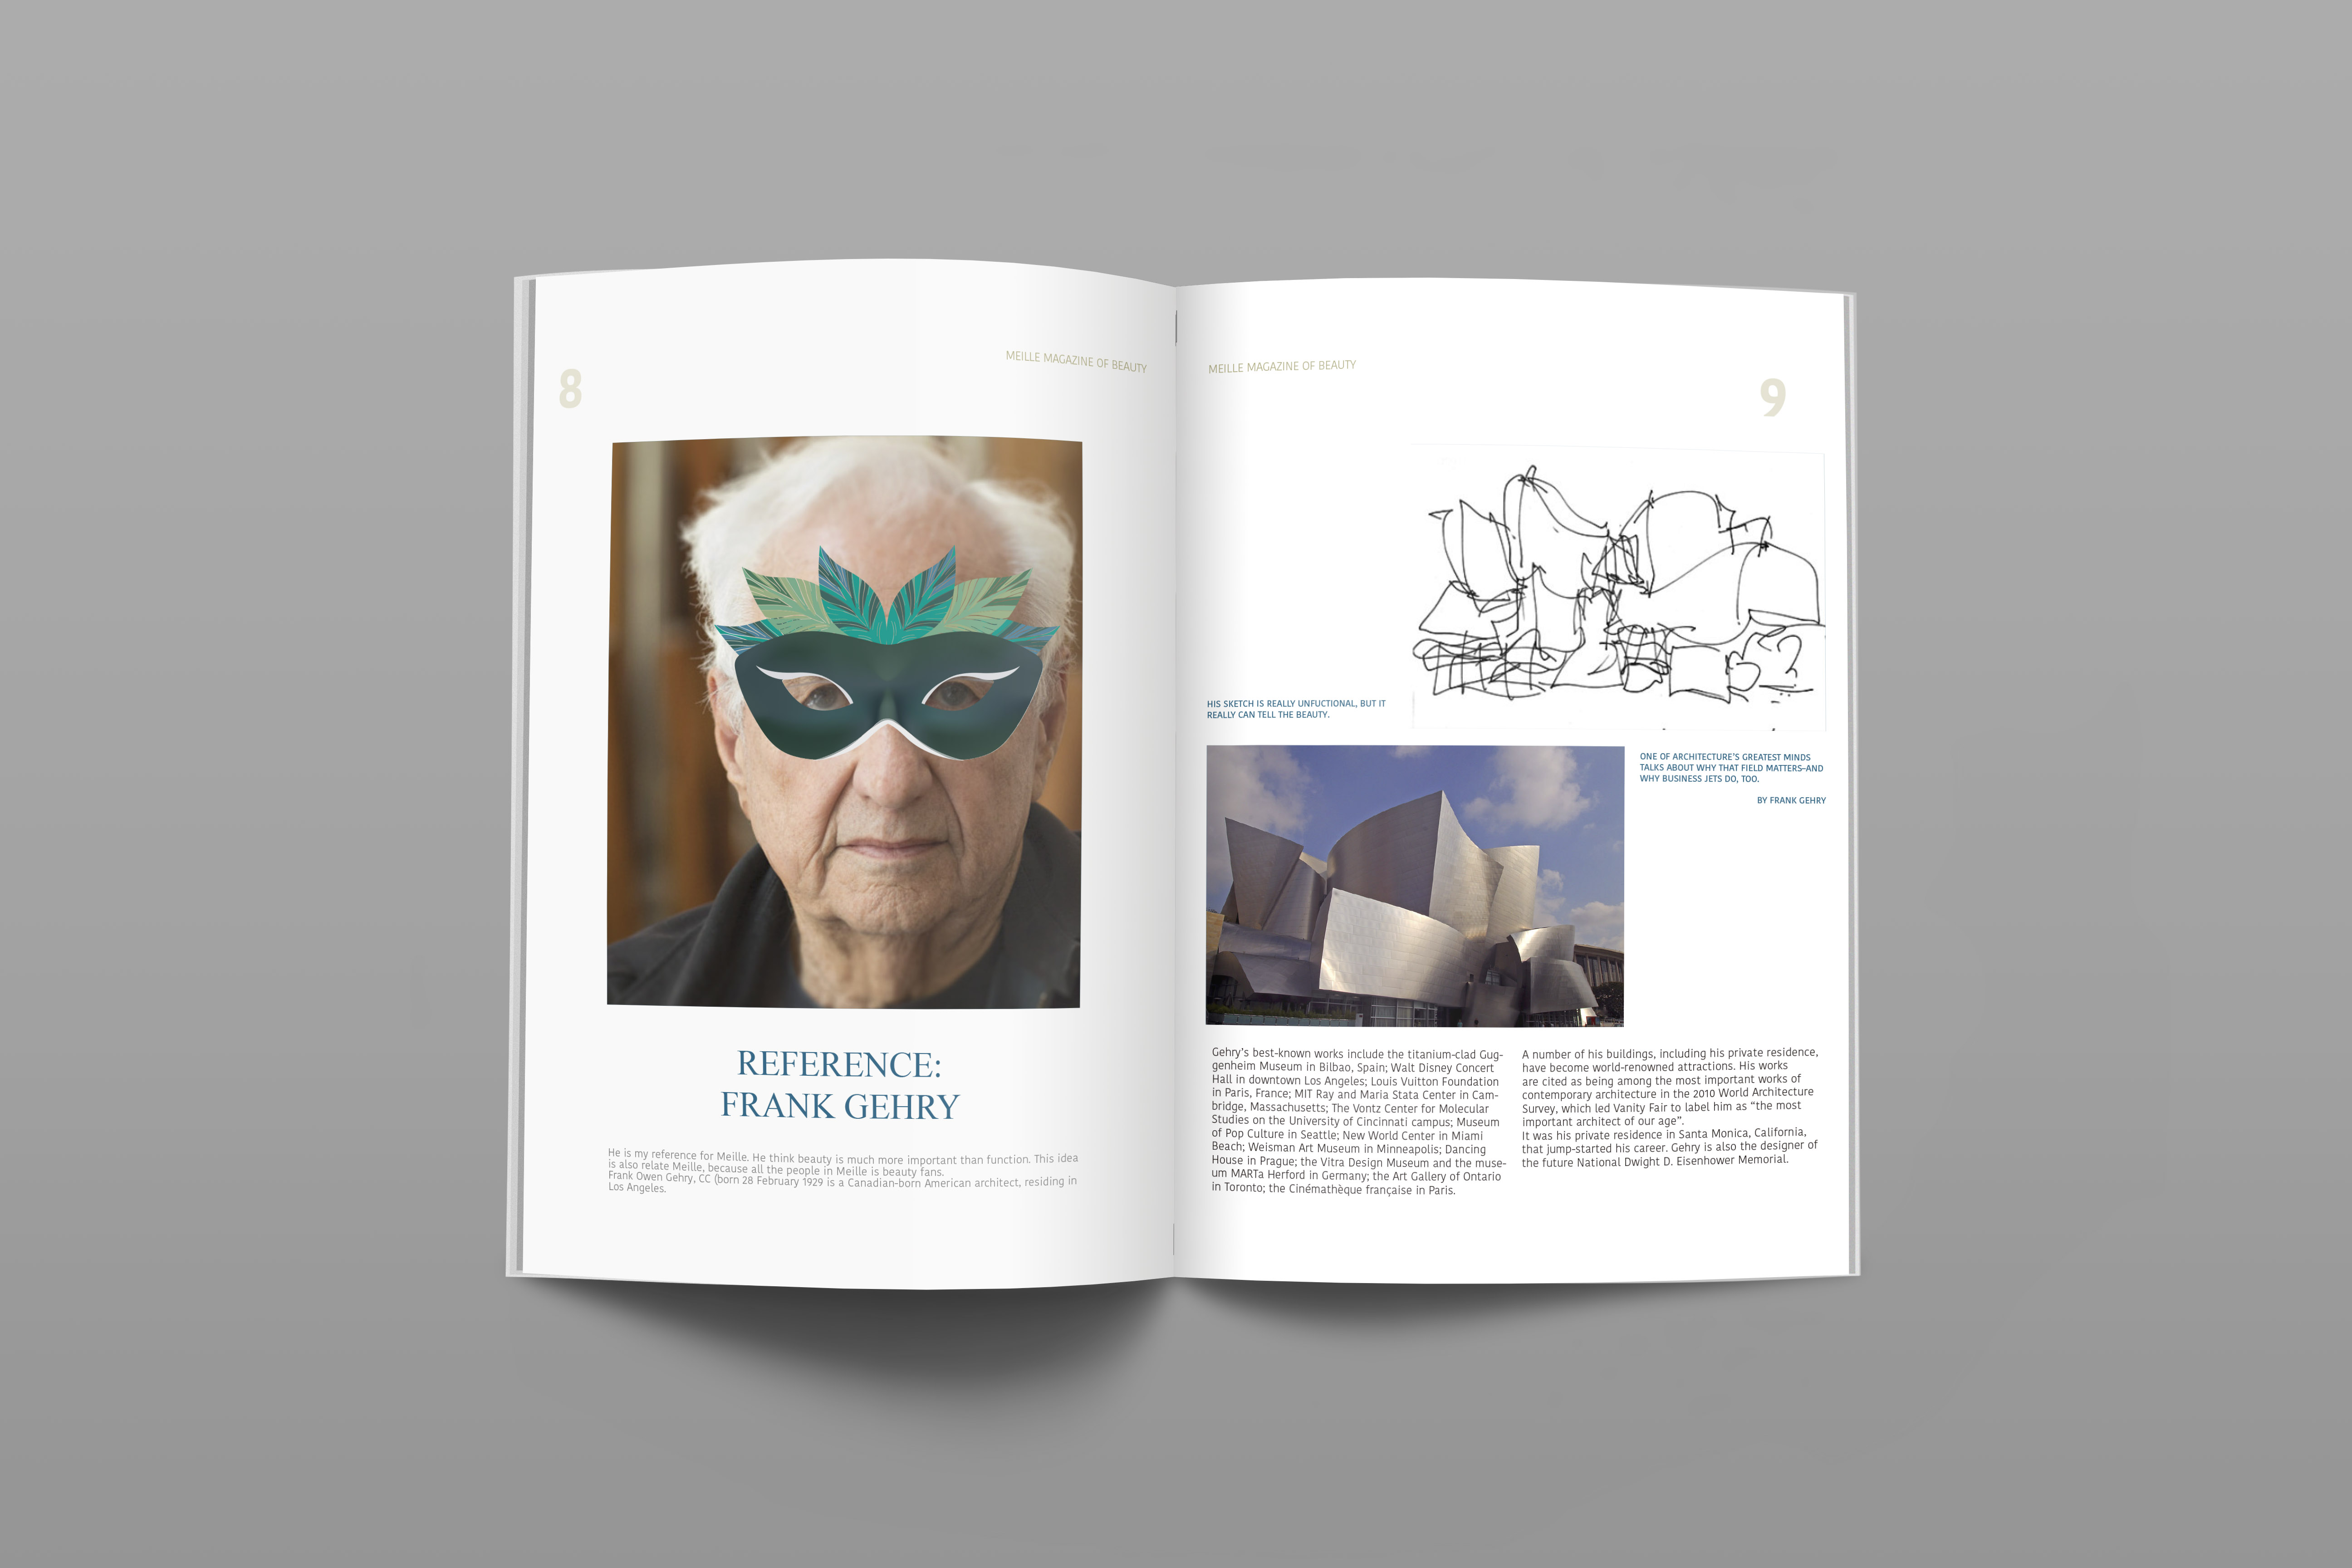 8
MEILLE MAGAZINE OF BEAUTY
REFERENCE:
FRANK GEHRY
He is my reference for Meille. He think beauty is much more important than function. This idea
is also relate Meille, because all the people in Meille is beauty fans.
Frank Owen Gehry, CC (born 28 February 1929 is a Canadian-born American architect, residing in
Los Angeles.
MEILLE MAGAZINE OF BEAUTY
9
HIS SKETCH IS REALLY UNFUCTIONAL, BUT IT
REALLY CAN TELL THE BEAUTY.
ONE OF ARCHITECTURE'S GREATEST MINDS
TALKS ABOUT WHY THAT FIELD MATTERS—AND
WHY BUSINESS JETS DO, TOO.
BY FRANK GEHRY
Gehry's best-known works include the titanium-clad Gug-
genheim Museum in Bilbao, Spain; Walt Disney Concert
Hall in downtown Los Angeles; Louis Vuitton Foundation
in Paris, France; MIT Ray and Maria Stata Center in Cam-
bridge, Massachusetts; The Vontz Center for Molecular
Studies on the University of Cincinnati campus; Museum
of Pop Culture in Seattle; New World Center in Miami
Beach; Weisman Art Museum in Minneapolis; Dancing
House in Prague; the Vitra Design Museum and the muse-
um MARTa Herford in Germany; the Art Gallery of Ontario
in Toronto; the Cinémathèque française in Paris.
A number of his buildings, including his private residence,
have become world-renowned attractions. His works
are cited as being among the most important works of
contemporary architecture in the 2010 World Architecture
Survey, which led Vanity Fair to label him as “the most
important architect of our age”.
It was his private residence in Santa Monica, California,
that jump-started his career. Gehry is also the designer of
the future National Dwight D. Eisenhower Memorial.